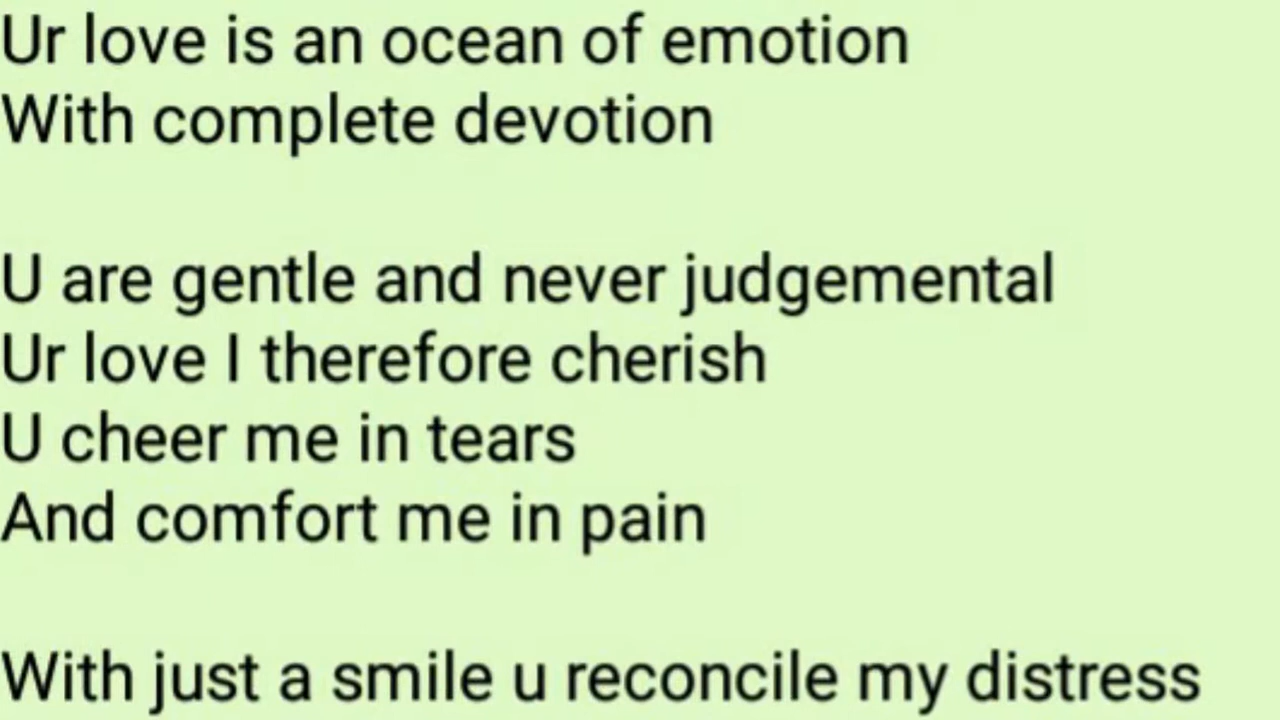 Ur love is an ocean of emotion
With complete devotion
U are gentle and never judgemental
Ur love I therefore cherish
U cheer me in tears
And comfort me in pain
With just a smile u reconcile my distress